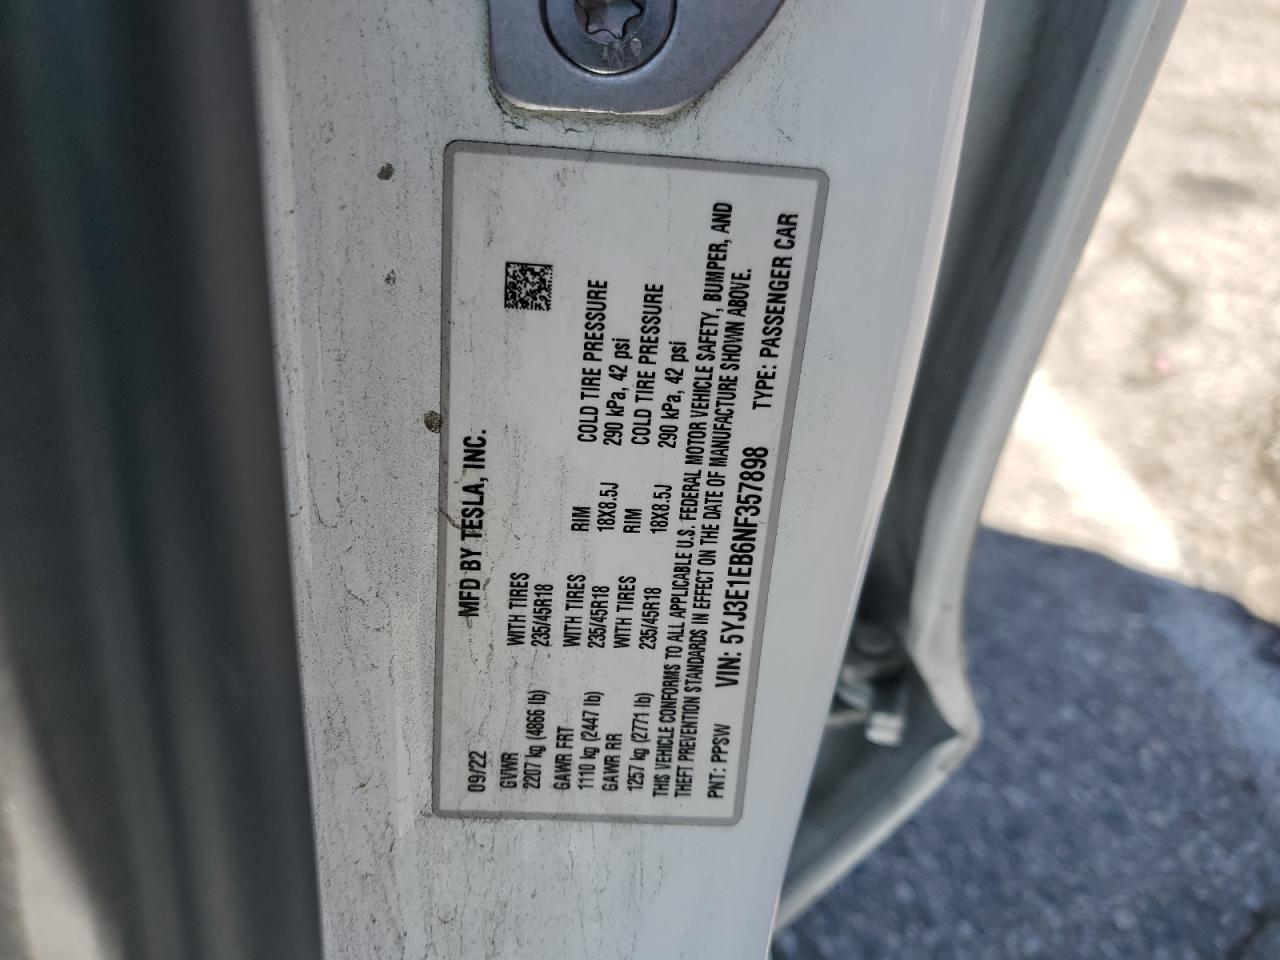 09/22 MFD BY TESLA, INC.
GVWR WITH TIRES
2207 kg (4866 lb) 235/45R18
GAWR FRT WITH TIRES RIM COLD TIRE PRESSURE
1110 kg (2447 lb) 235/45R18 18X8.5J 290 kPa, 42 psi
GAWR RR WITH TIRES RIM COLD TIRE PRESSURE
1257 kg (2771 lb) 235/45R18 18X8.5J 290 kPa, 42 psi
THIS VEHICLE CONFORMS TO ALL APPLICABLE U.S. FEDERAL MOTOR VEHICLE SAFETY, BUMPER, AND
THEFT PREVENTION STANDARDS IN EFFECT ON THE DATE OF MANUFACTURE SHOWN ABOVE.
PNT: PPSW VIN: 5YJ3E1EB6NF357898 TYPE: PASSENGER CAR